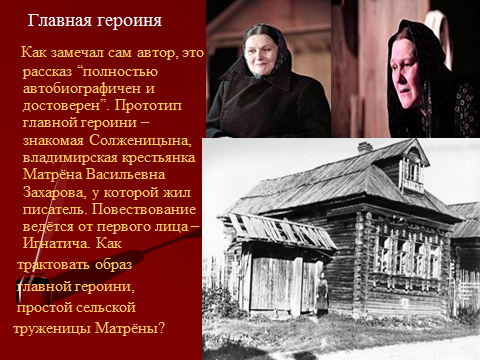 Главная героиня
Как замечал сам автор, это
рассказ “полностью
автобиографичен и
достоверен”. Прототип
главной героини –
знакомая Солженицына,
владимирская крестьянка
Матрёна Васильевна
Захарова, у которой жил
писатель. Повествование
ведётся от первого лица –
Игнатича. Как
трактовать образ
главной героини,
простой сельской
труженицы Матрёны?